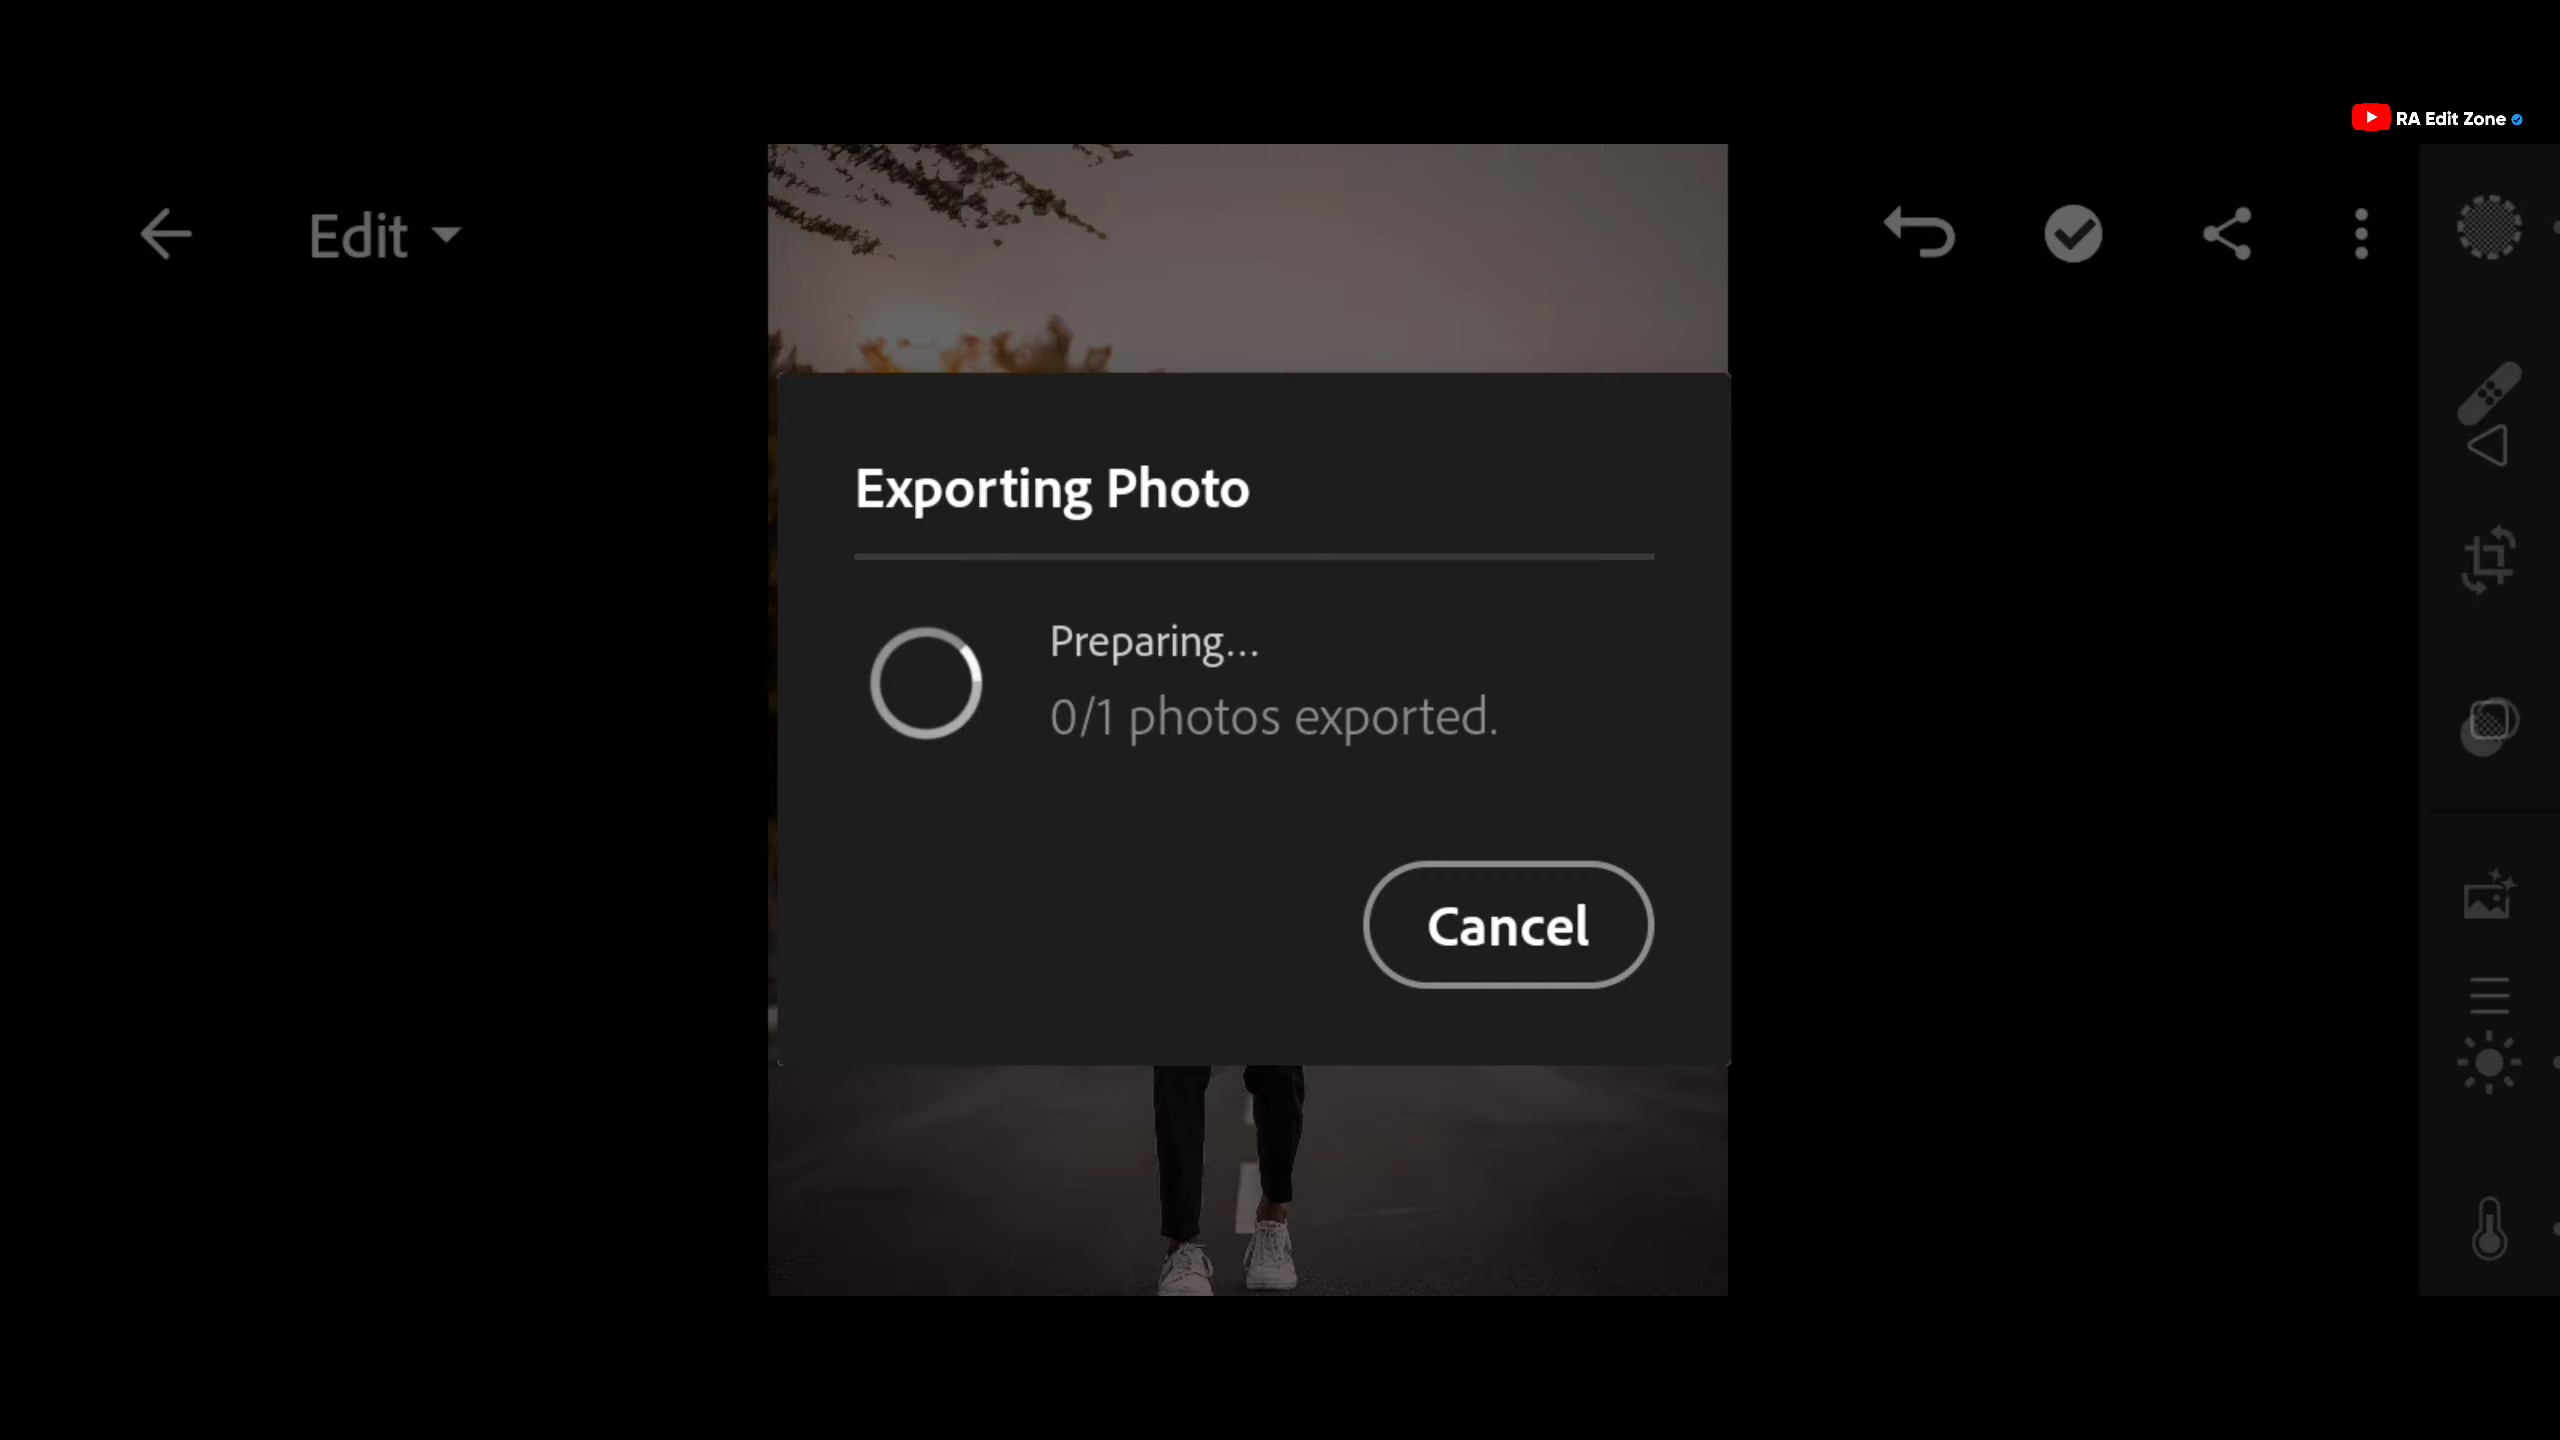 RA Edit Zone
Edit
Exporting Photo
Preparing...
0/1 photos exported.
Cancel